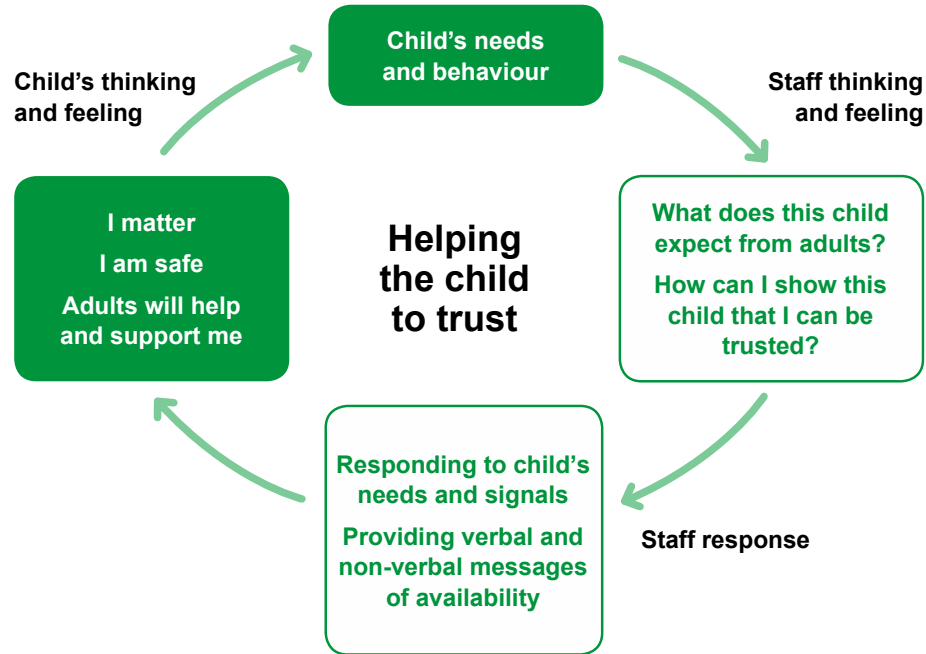 Child's needs
and behaviour
Child's thinking
and feeling
Staff thinking
and feeling
I matter
I am safe
Adults will help
and support me
Helping
the child
to trust
What does this child
expect from adults?
How can I show this
child that I can be
trusted?
Responding to child's
needs and signals
Providing verbal and
non-verbal messages
of availability
Staff response